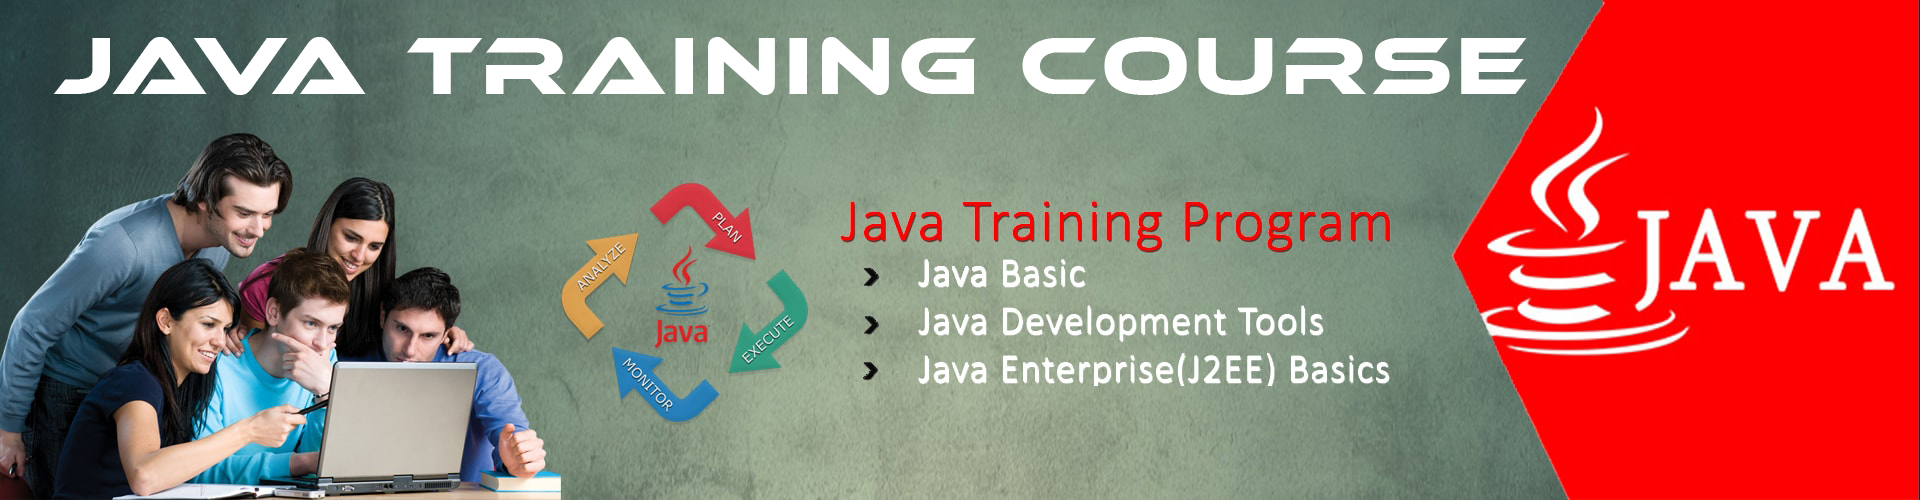 JAVA TRAINING COURSE
PLAN
EXECUTE
MONITOR
ANALYZE
Java
Java Training Program
Java Basic
Java Development Tools
Java Enterprise(J2EE) Basics
JAVA